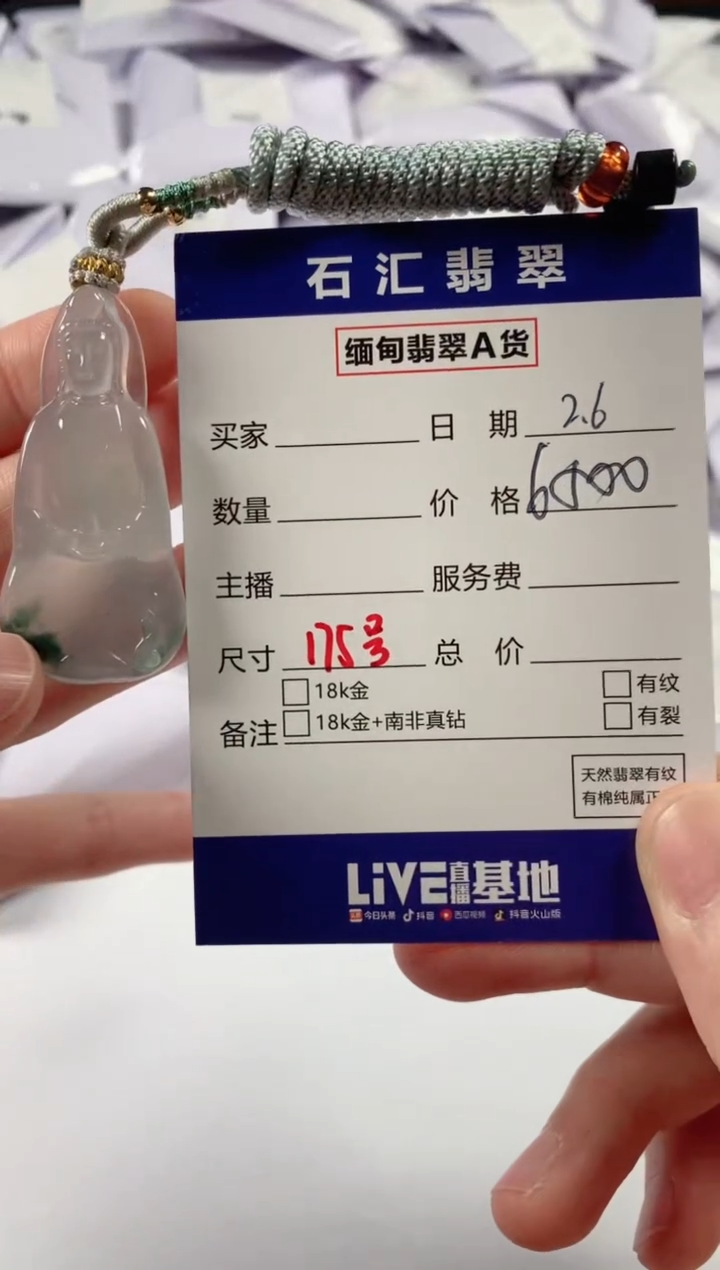 石汇翡翠
缅甸翡翠A货
买家 日期 2.6
数量 价格 6500
主播 服务费
尺寸 175号 总价
18k金 有纹
备注 18k金+南非真钻 有裂
天然翡翠有纹
有棉纯属正
LiVE直播基地
今日头条 抖音 西瓜视频 抖音火山版